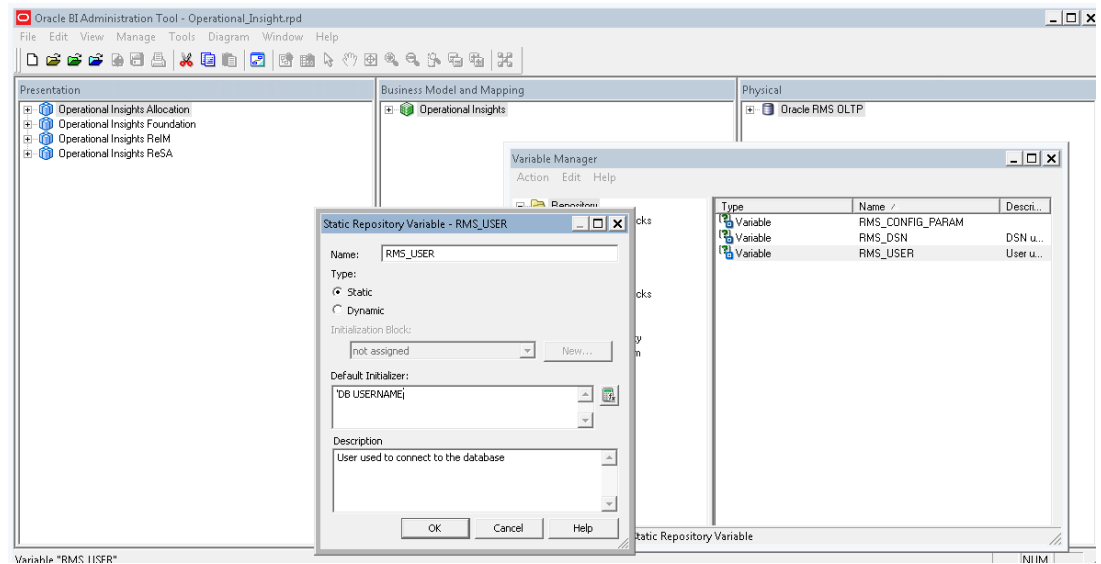 Oracle BI Administration Tool - Operational_Insight.rpd
File Edit View Manage Tools Diagram Window Help
Presentation
Operational Insights Allocation
Operational Insights Foundation
Operational Insights ReIM
Operational Insights ReSA
Business Model and Mapping
Operational Insights
Physical
Oracle RMS OLTP
Variable Manager
Action Edit Help
Repository
cks
cks
Type Name Descri...
Variable RMS_CONFIG_PARAM
Variable RMS_DSN DSN u...
Variable RMS_USER User u...
Static Repository Variable
Static Repository Variable - RMS_USER
Name: RMS_USER
Type:
Static
Dynamic
Initialization Block:
not assigned New...
Default Initializer:
'DB USERNAME'
Description
User used to connect to the database
OK Cancel Help
Variable "RMS_USER" NUM